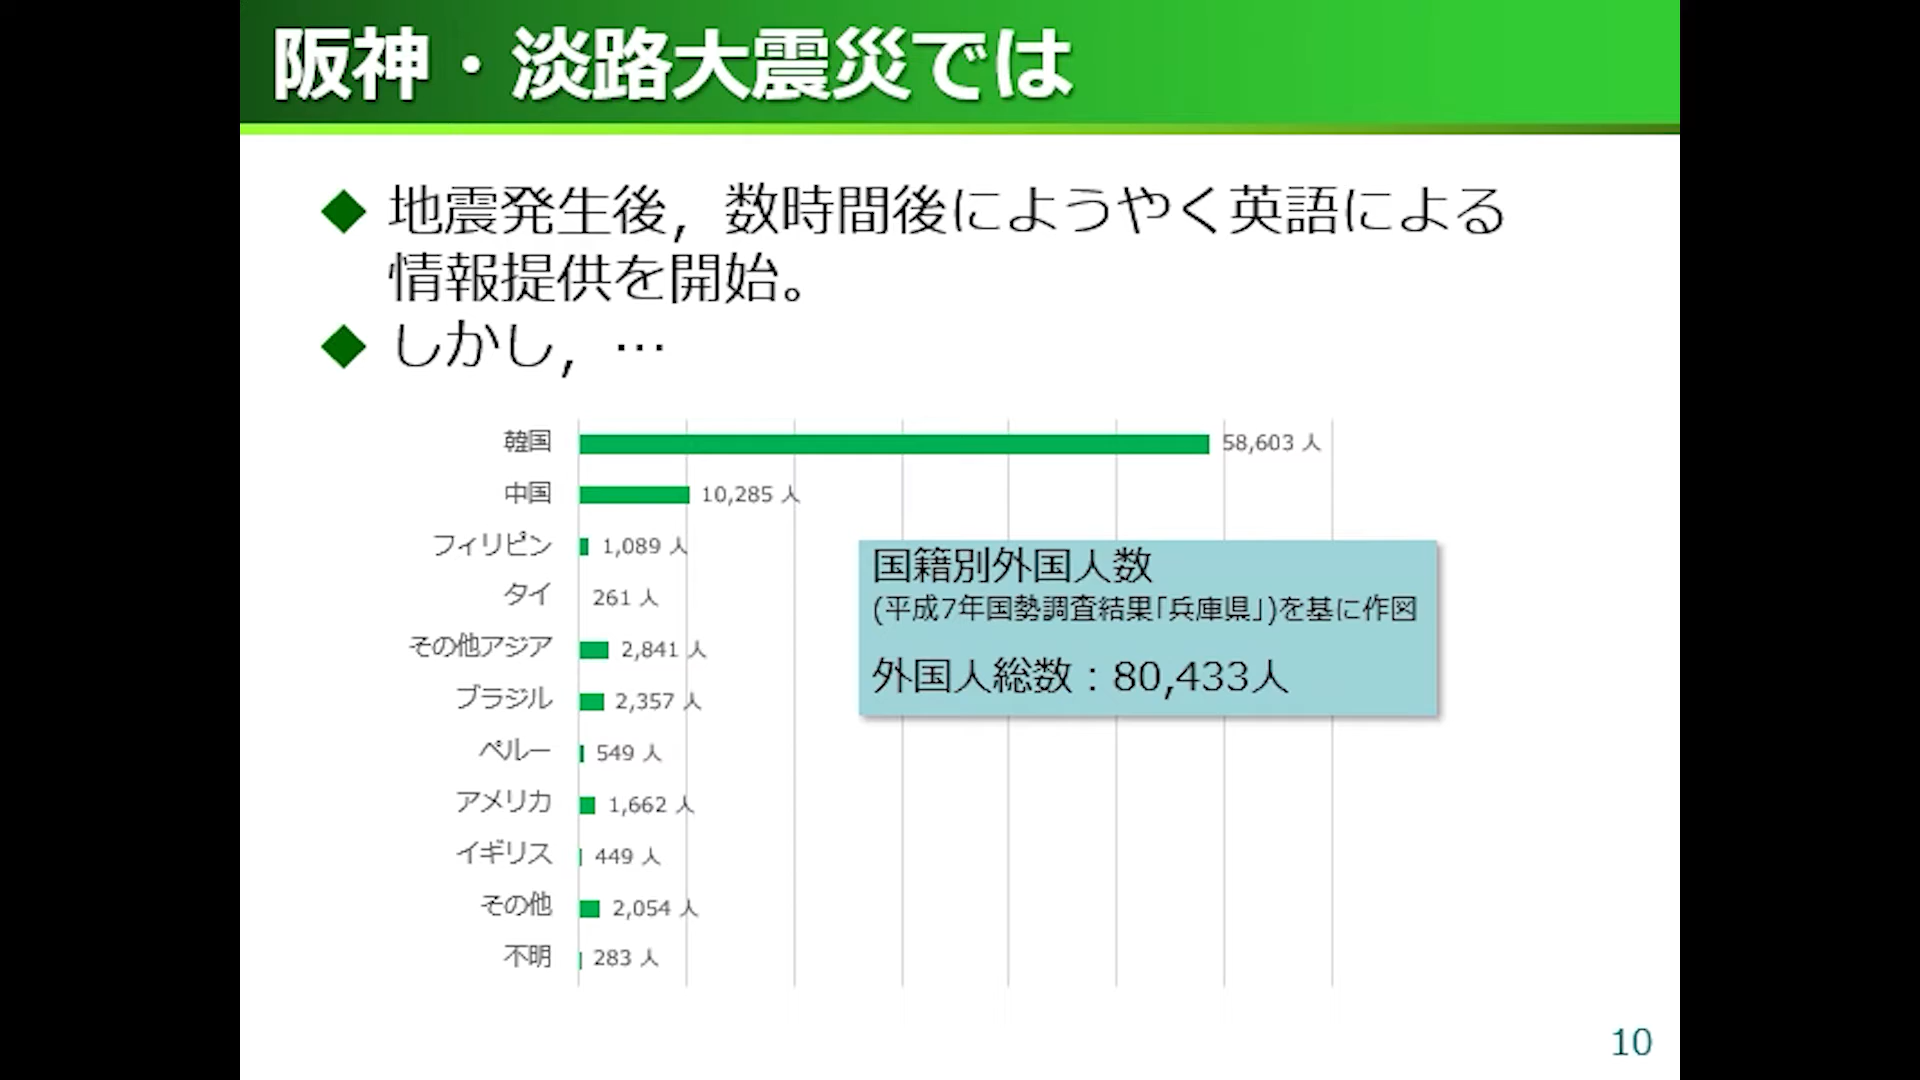 阪神・淡路大震災では
◆ 地震発生後，数時間後にようやく英語による
情報提供を開始。
◆ しかし，…
韓国 58,603 人
中国 10,285 人
フィリピン 1,089 人
タイ 261 人
その他アジア 2,841 人
ブラジル 2,357 人
ペルー 549 人
アメリカ 1,662 人
イギリス 449 人
その他 2,054 人
不明 283 人
国籍別外国人数
(平成7年国勢調査結果｢兵庫県｣)を基に作図
外国人総数：80,433人
10